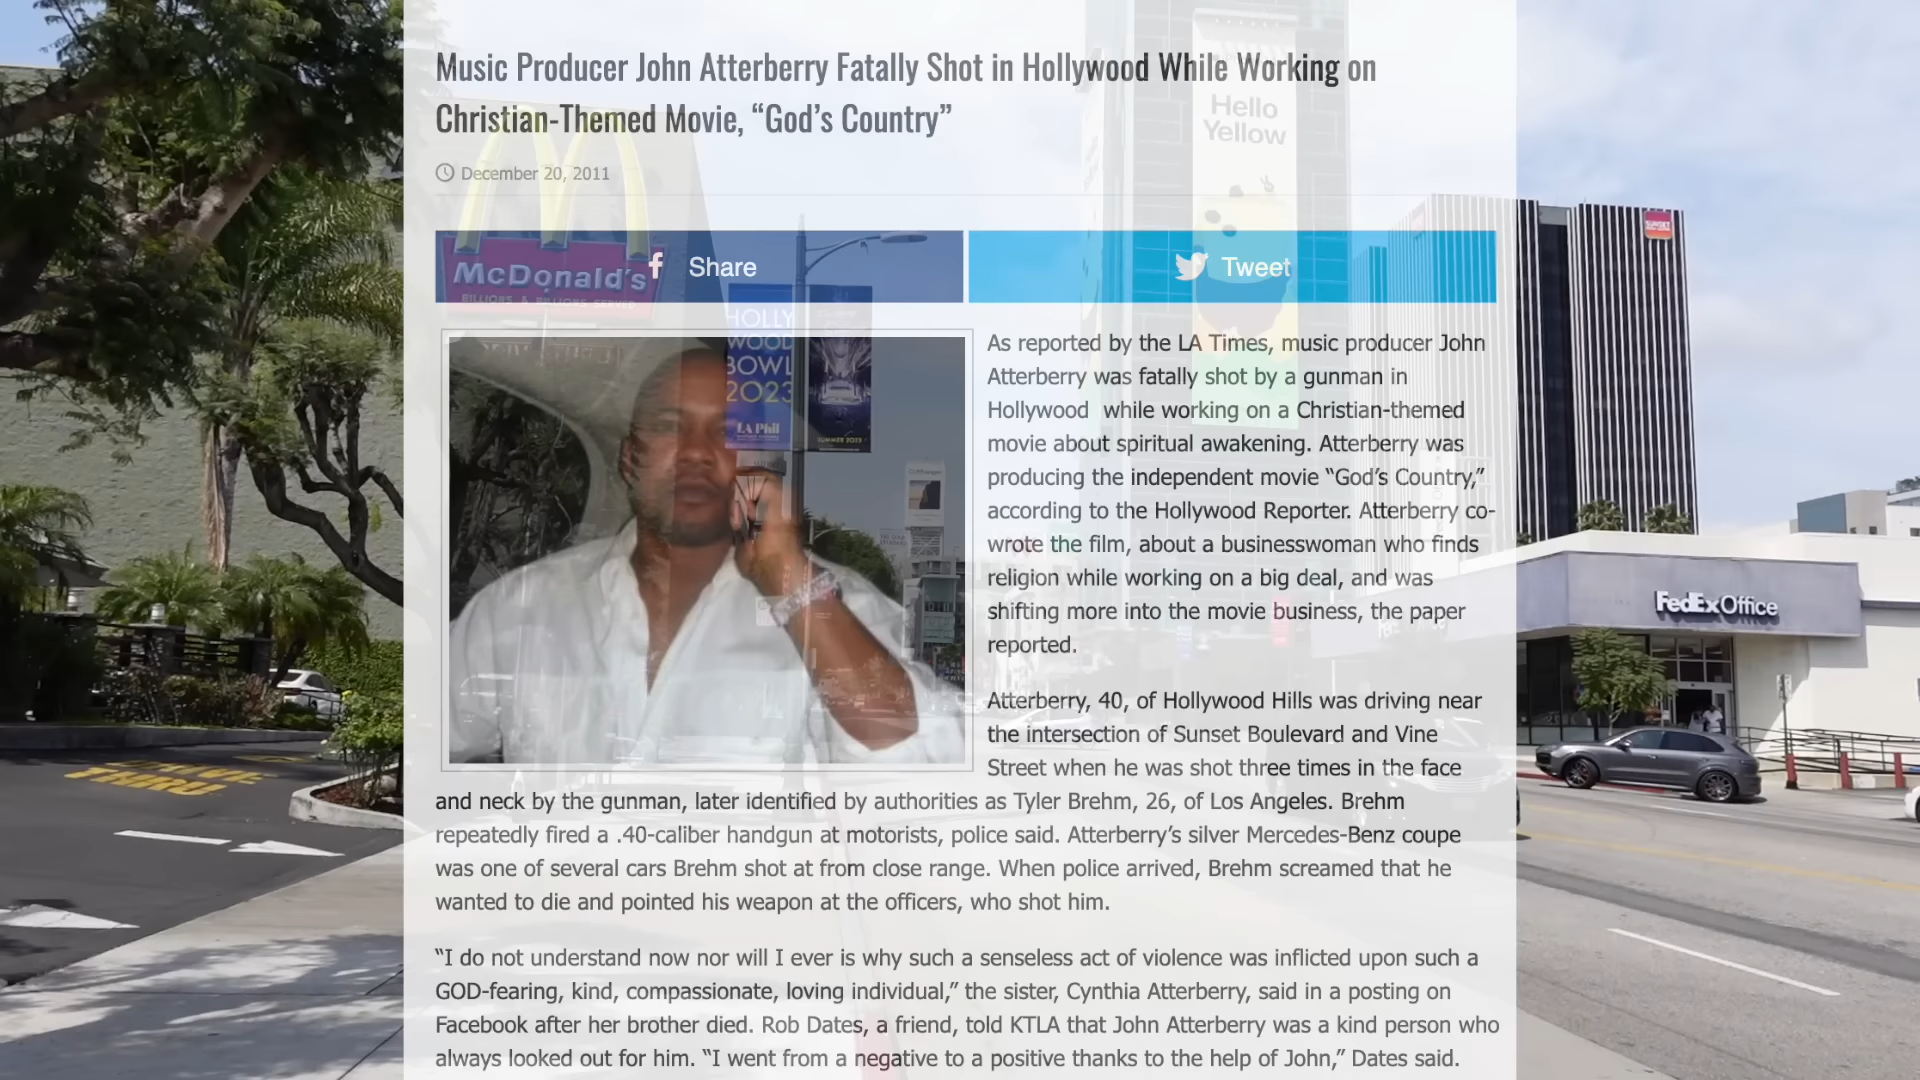 Music Producer John Atterberry Fatally Shot in Hollywood While Working on
Christian-Themed Movie, “God’s Country”
December 20, 2011
Hello
Yellow
McDonald's
BILLIONS & BILLIONS SERVED
Share
Tweet
HOLLY
WOOD
BOWL
2023
LA Phil
SUMMER 2023
As reported by the LA Times, music producer John
Atterberry was fatally shot by a gunman in
Hollywood while working on a Christian-themed
movie about spiritual awakening. Atterberry was
producing the independent movie “God’s Country,”
according to the Hollywood Reporter. Atterberry co-
wrote the film, about a businesswoman who finds
religion while working on a big deal, and was
shifting more into the movie business, the paper
reported.
Atterberry, 40, of Hollywood Hills was driving near
the intersection of Sunset Boulevard and Vine
Street when he was shot three times in the face
and neck by the gunman, later identified by authorities as Tyler Brehm, 26, of Los Angeles. Brehm
repeatedly fired a .40-caliber handgun at motorists, police said. Atterberry’s silver Mercedes-Benz coupe
was one of several cars Brehm shot at from close range. When police arrived, Brehm screamed that he
wanted to die and pointed his weapon at the officers, who shot him.
“I do not understand now nor will I ever is why such a senseless act of violence was inflicted upon such a
GOD-fearing, kind, compassionate, loving individual,” the sister, Cynthia Atterberry, said in a posting on
Facebook after her brother died. Rob Dates, a friend, told KTLA that John Atterberry was a kind person who
always looked out for him. “I went from a negative to a positive thanks to the help of John,” Dates said.
FedEx Office
DRIVE
THRU